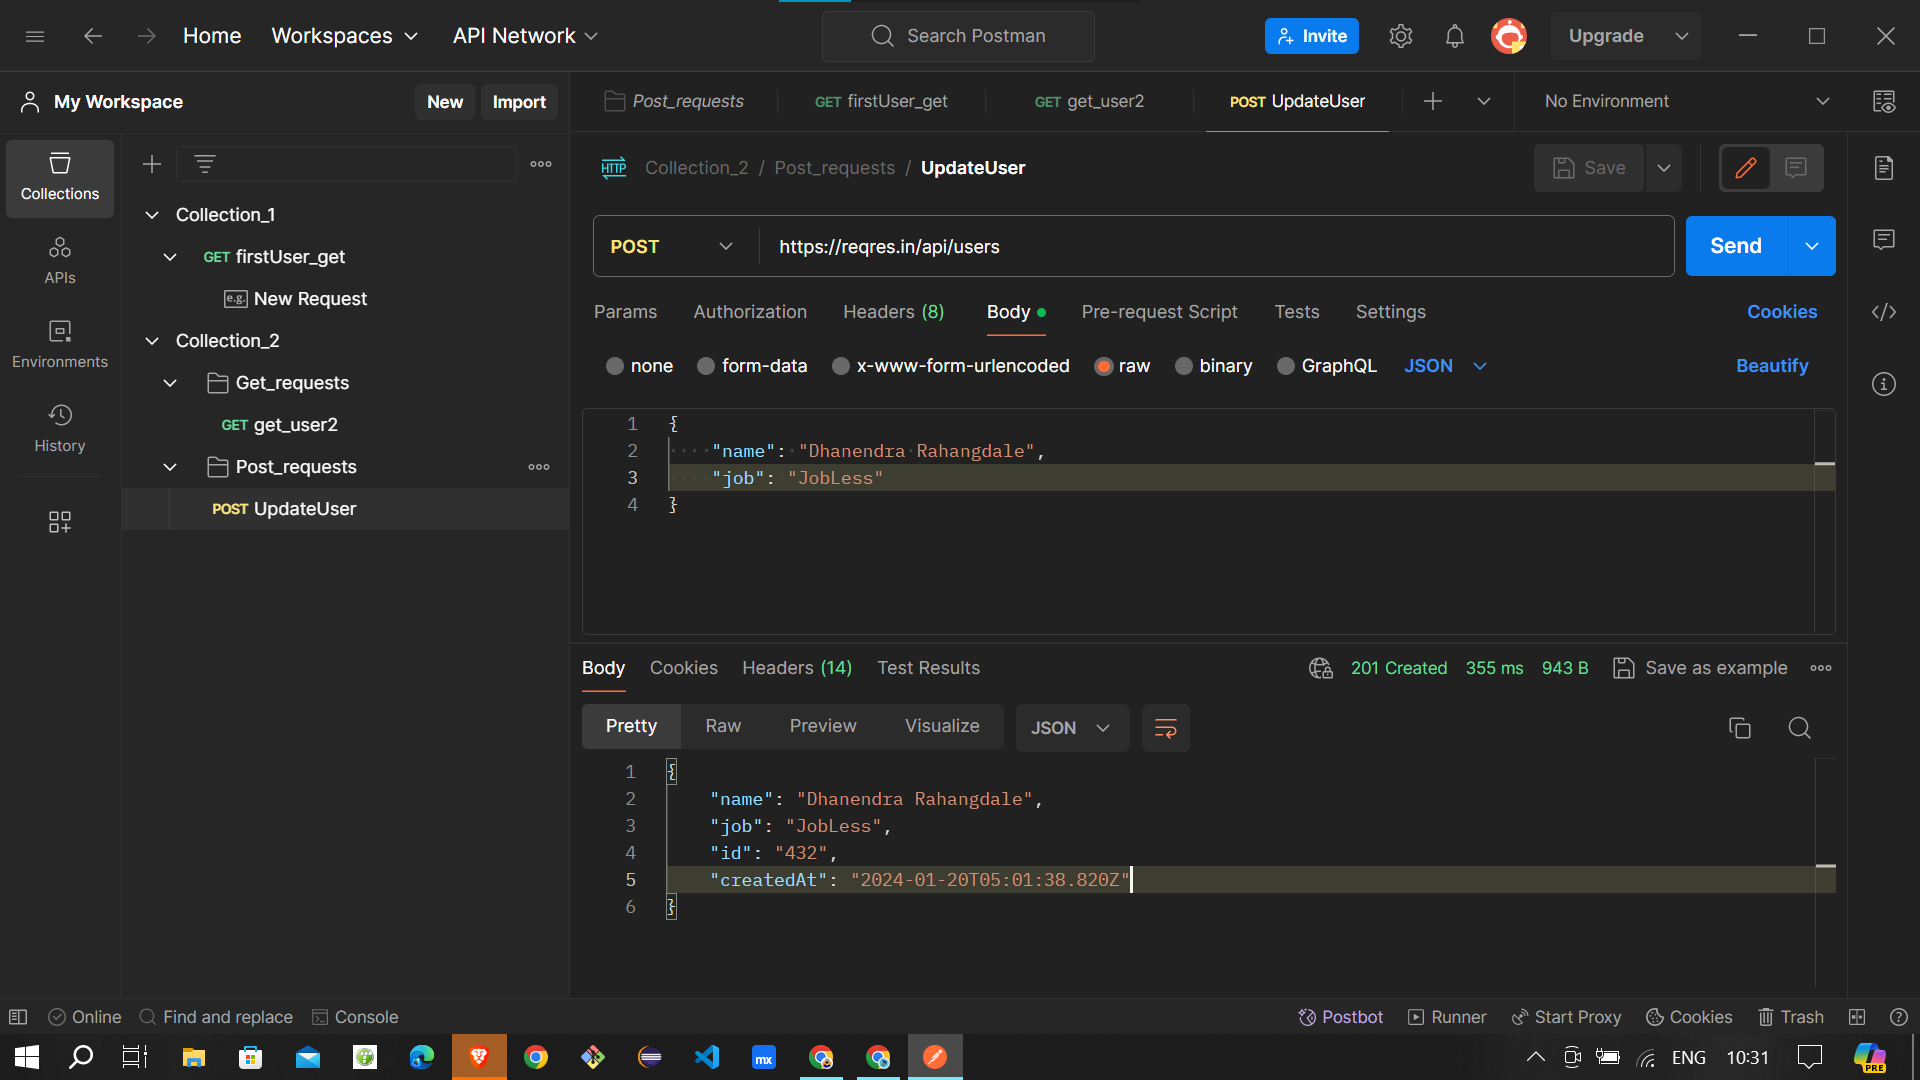 Home Workspaces API Network Search Postman Invite Upgrade
My Workspace New Import
Post_requests GET firstUser_get GET get_user2 POST UpdateUser No Environment
Collections
APIs
Environments
History
Collection_1
GET firstUser_get
e.g. New Request
Collection_2
Get_requests
GET get_user2
Post_requests
POST UpdateUser
HTTP Collection_2 / Post_requests / UpdateUser Save
POST https://reqres.in/api/users Send
Params Authorization Headers (8) Body Pre-request Script Tests Settings Cookies
none form-data x-www-form-urlencoded raw binary GraphQL JSON Beautify
1 {
2 "name": "Dhanendra Rahangdale",
3 "job": "JobLess"
4 }
Body Cookies Headers (14) Test Results 201 Created 355 ms 943 B Save as example
Pretty Raw Preview Visualize JSON
1 {
2 "name": "Dhanendra Rahangdale",
3 "job": "JobLess",
4 "id": "432",
5 "createdAt": "2024-01-20T05:01:38.820Z"
6 }
Online Find and replace Console Postbot Runner Start Proxy Cookies Trash
mx ENG 10:31 PRE